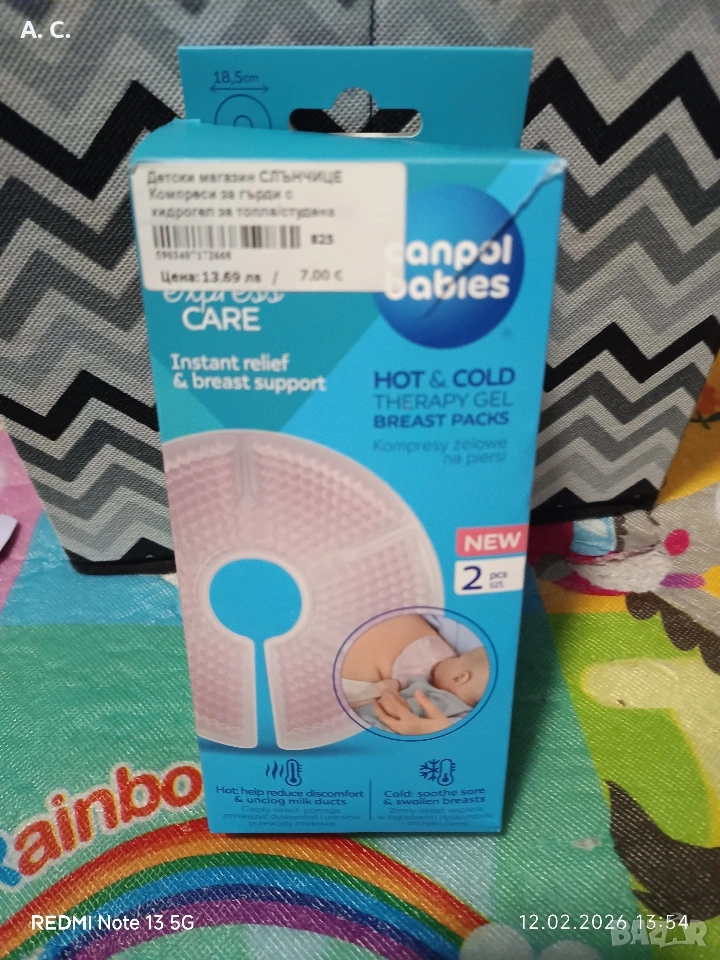 A. C.
18,5cm
Детски магазин СЛЪНЧИЦЕ
Компреси за гърди с
хидрогел за топла/студена
825
Цена: 13.69 лв / 7.00 €
canpol
babies
express
CARE
Instant relief
& breast support
HOT & COLD
THERAPY GEL
BREAST PACKS
Kompresy żelowe
na piersi
NEW
2 pcs
szt.
Hot: help reduce discomfort
& unclog milk ducts
Cold: soothe sore
& swollen breasts
Rainbo
REDMI Note 13 5G
12.02.2026 13:54
BAZAR